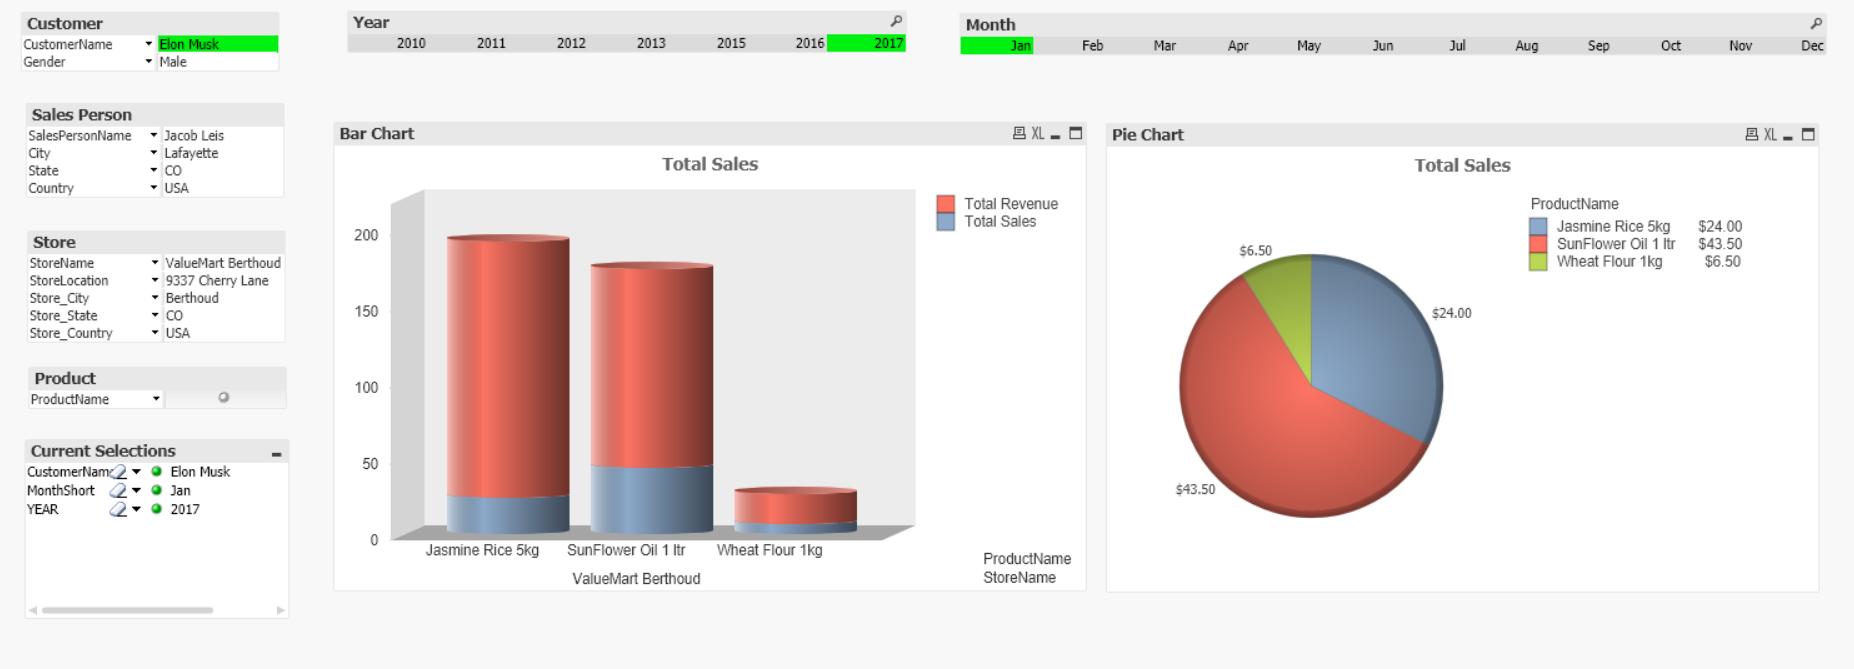 Customer
CustomerName Elon Musk
Gender Male
Sales Person
SalesPersonName Jacob Leis
City Lafayette
State CO
Country USA
Store
StoreName ValueMart Berthoud
StoreLocation 9337 Cherry Lane
Store_City Berthoud
Store_State CO
Store_Country USA
Product
ProductName
Current Selections
CustomerNam Elon Musk
MonthShort Jan
YEAR 2017
Year
2010 2011 2012 2013 2015 2016 2017
Month
Jan Feb Mar Apr May Jun Jul Aug Sep Oct Nov Dec
Bar Chart XL
Total Sales
Total Revenue
Total Sales
200
150
100
50
0
Jasmine Rice 5kg SunFlower Oil 1 ltr Wheat Flour 1kg
ValueMart Berthoud
ProductName
StoreName
Pie Chart XL
Total Sales
ProductName
Jasmine Rice 5kg $24.00
SunFlower Oil 1 ltr $43.50
Wheat Flour 1kg $6.50
$6.50
$24.00
$43.50